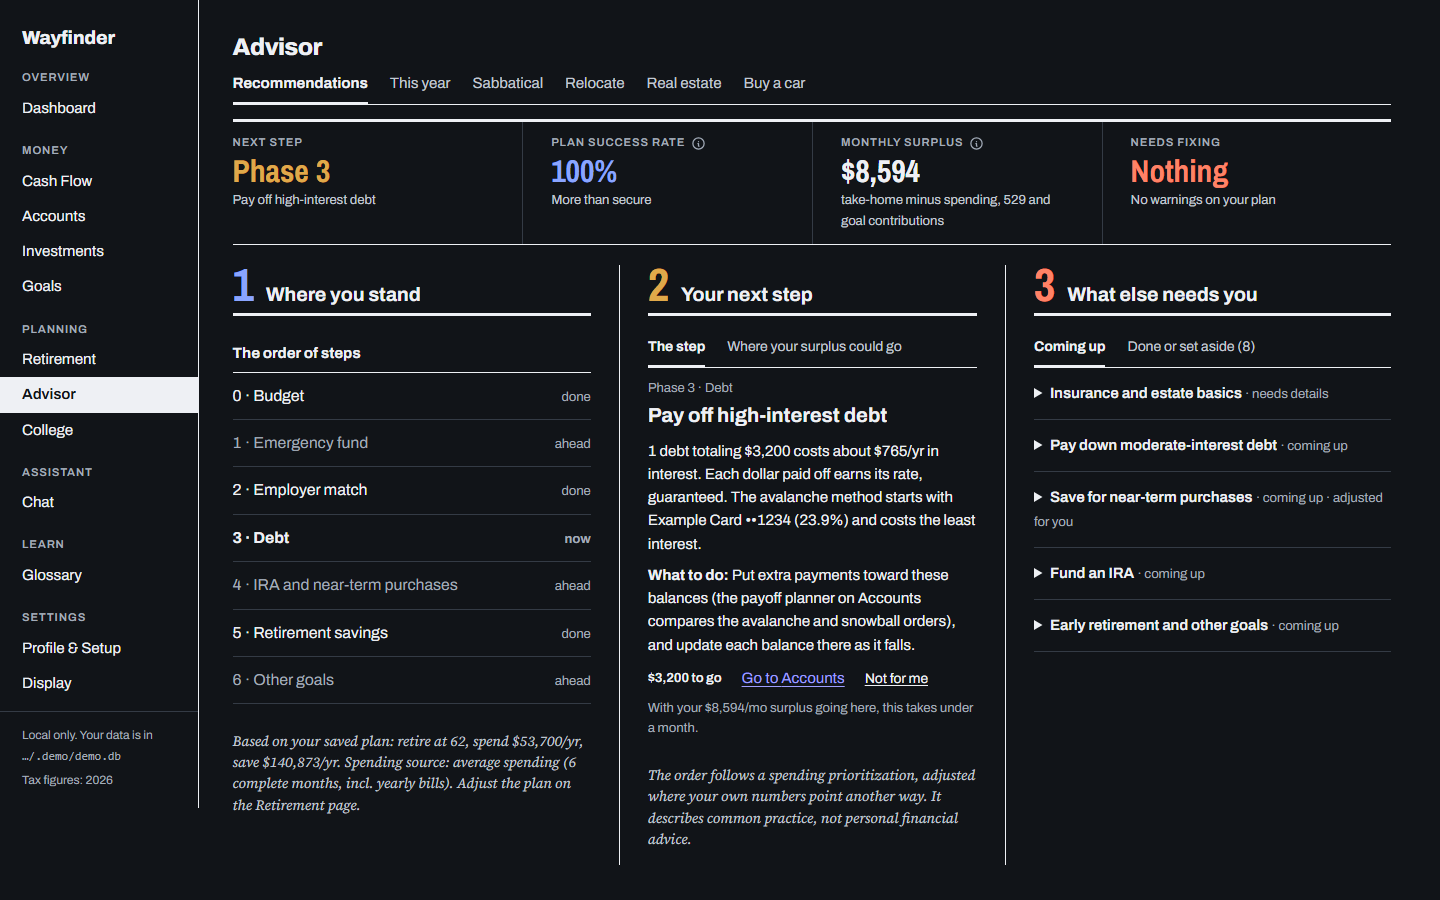 Wayfinder
OVERVIEW
Dashboard
MONEY
Cash Flow
Accounts
Investments
Goals
PLANNING
Retirement
Advisor
College
ASSISTANT
Chat
LEARN
Glossary
SETTINGS
Profile & Setup
Display
Local only. Your data is in
…/.demo/demo.db
Tax figures: 2026
Advisor
Recommendations This year Sabbatical Relocate Real estate Buy a car
NEXT STEP
Phase 3
Pay off high-interest debt
PLAN SUCCESS RATE
100%
More than secure
MONTHLY SURPLUS
$8,594
take-home minus spending, 529 and
goal contributions
NEEDS FIXING
Nothing
No warnings on your plan
1 Where you stand
The order of steps
0 · Budget done
1 · Emergency fund ahead
2 · Employer match done
3 · Debt now
4 · IRA and near-term purchases ahead
5 · Retirement savings done
6 · Other goals ahead
Based on your saved plan: retire at 62, spend $53,700/yr,
save $140,873/yr. Spending source: average spending (6
complete months, incl. yearly bills). Adjust the plan on
the Retirement page.
2 Your next step
The step Where your surplus could go
Phase 3 · Debt
Pay off high-interest debt
1 debt totaling $3,200 costs about $765/yr in
interest. Each dollar paid off earns its rate,
guaranteed. The avalanche method starts with
Example Card ••1234 (23.9%) and costs the least
interest.
What to do: Put extra payments toward these
balances (the payoff planner on Accounts
compares the avalanche and snowball orders),
and update each balance there as it falls.
$3,200 to go Go to Accounts Not for me
With your $8,594/mo surplus going here, this takes under
a month.
The order follows a spending prioritization, adjusted
where your own numbers point another way. It
describes common practice, not personal financial
advice.
3 What else needs you
Coming up Done or set aside (8)
Insurance and estate basics · needs details
Pay down moderate-interest debt · coming up
Save for near-term purchases · coming up · adjusted
for you
Fund an IRA · coming up
Early retirement and other goals · coming up